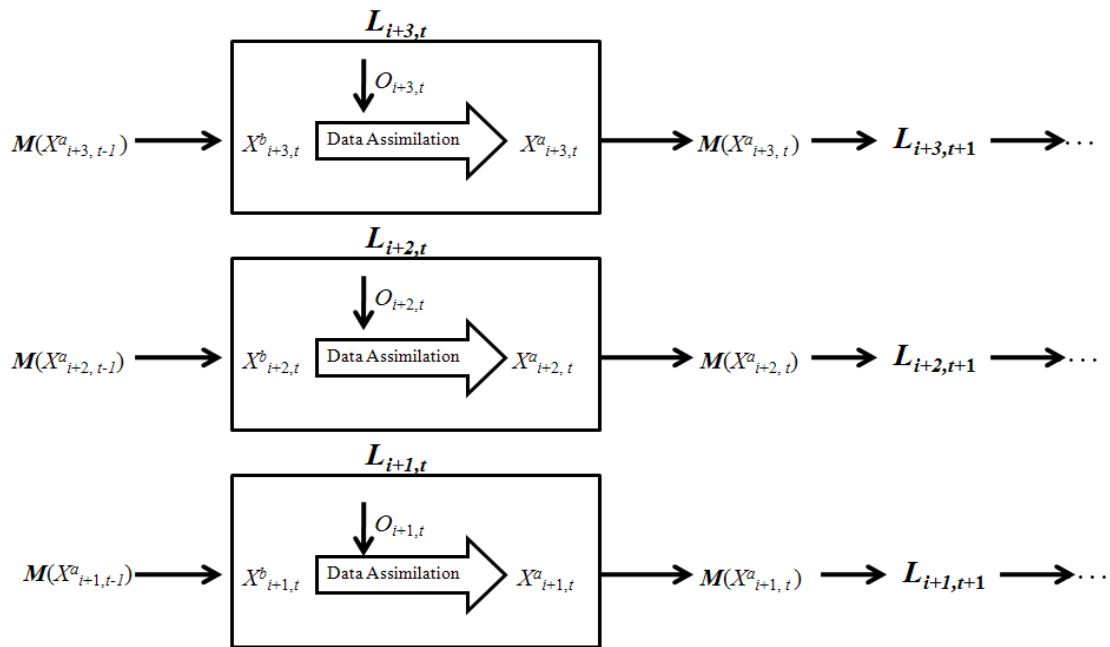 L_{i+3,t}
O_{i+3,t}
M(X^a_{i+3, t-1}) X^b_{i+3,t} Data Assimilation X^a_{i+3,t} M(X^a_{i+3, t}) L_{i+3,t+1} ...
L_{i+2,t}
O_{i+2,t}
M(X^a_{i+2, t-1}) X^b_{i+2,t} Data Assimilation X^a_{i+2, t} M(X^a_{i+2, t}) L_{i+2,t+1} ...
L_{i+1,t}
O_{i+1,t}
M(X^a_{i+1,t-1}) X^b_{i+1,t} Data Assimilation X^a_{i+1,t} M(X^a_{i+1, t}) L_{i+1,t+1} ...